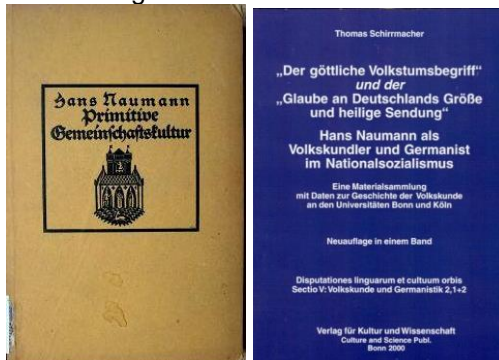 Hans Naumann
Primitive
Gemeinschaftskultur
Thomas Schirrmacher
„Der göttliche Volkstumsbegriff“
und der
„Glaube an Deutschlands Größe
und heilige Sendung“
Hans Naumann als
Volkskundler und Germanist
im Nationalsozialismus
Eine Materialsammlung
mit Daten zur Geschichte der Volkskunde
an den Universitäten Bonn und Köln
Neuauflage in einem Band
Disputationes linguarum et cultuum orbis
Sectio V: Volkskunde und Germanistik 2,1+2
Verlag für Kultur und Wissenschaft
Culture and Science Publ.
Bonn 2000